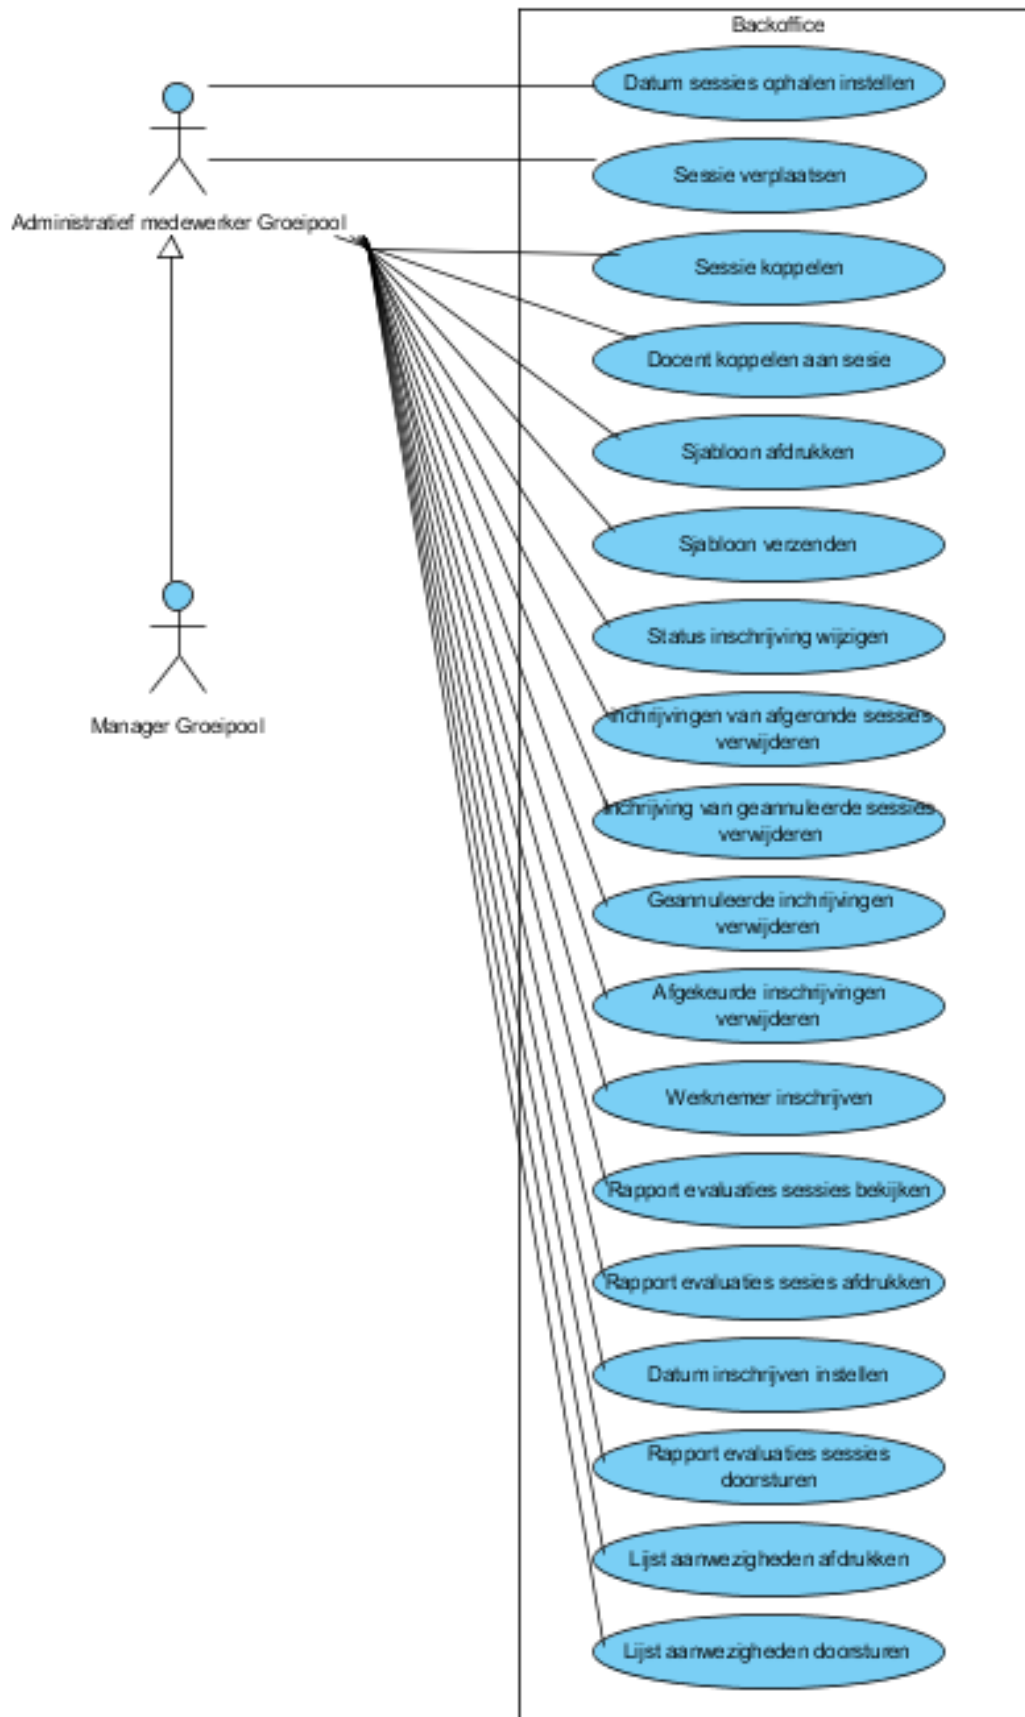 Backoffice
Datum sessies ophalen instellen
Sessie verplaatsen
Administratief medewerker Groeipool
Sessie koppelen
Docent koppelen aan sesie
Sjabloon afdrukken
Sjabloon verzenden
Status inschrijving wijzigen
Inchrijvingen van afgeronde sessies
verwijderen
Manager Groeipool
Inchrijving van geannuleerde sessies
verwijderen
Geannuleerde inchrijvingen
verwijderen
Afgekeurde inschrijvingen
verwijderen
Werknemer inschrijven
Rapport evaluaties sessies bekijken
Rapport evaluaties sesies afdrukken
Datum inschrijven instellen
Rapport evaluaties sessies
doorsturen
Lijst aanwezigheden afdrukken
Lijst aanwezigheden doorsturen